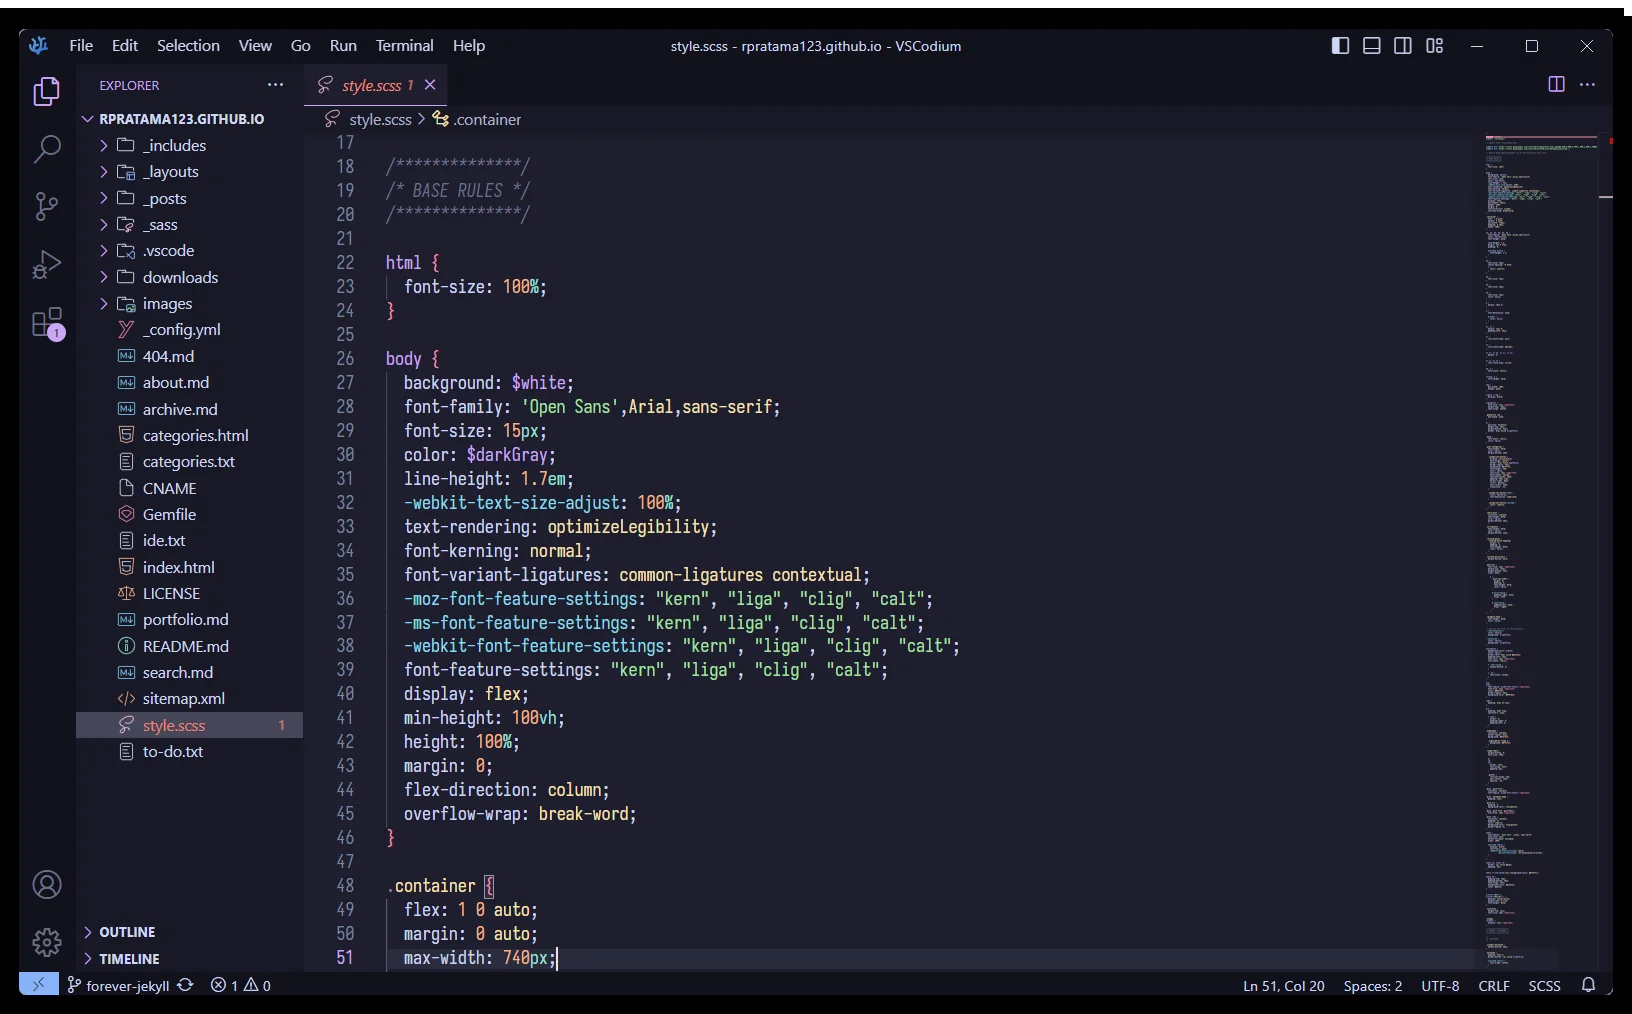 File Edit Selection View Go Run Terminal Help
style.scss - rpratama123.github.io - VSCodium
EXPLORER
RPRATAMA123.GITHUB.IO
_includes
_layouts
_posts
_sass
.vscode
downloads
images
_config.yml
404.md
about.md
archive.md
categories.html
categories.txt
CNAME
Gemfile
ide.txt
index.html
LICENSE
portfolio.md
README.md
search.md
sitemap.xml
style.scss 1
to-do.txt
OUTLINE
TIMELINE
1
style.scss 1
style.scss > .container
17
18 /**************/
19 /* BASE RULES */
20 /**************/
21
22 html {
23 font-size: 100%;
24 }
25
26 body {
27 background: $white;
28 font-family: 'Open Sans',Arial,sans-serif;
29 font-size: 15px;
30 color: $darkGray;
31 line-height: 1.7em;
32 -webkit-text-size-adjust: 100%;
33 text-rendering: optimizeLegibility;
34 font-kerning: normal;
35 font-variant-ligatures: common-ligatures contextual;
36 -moz-font-feature-settings: "kern", "liga", "clig", "calt";
37 -ms-font-feature-settings: "kern", "liga", "clig", "calt";
38 -webkit-font-feature-settings: "kern", "liga", "clig", "calt";
39 font-feature-settings: "kern", "liga", "clig", "calt";
40 display: flex;
41 min-height: 100vh;
42 height: 100%;
43 margin: 0;
44 flex-direction: column;
45 overflow-wrap: break-word;
46 }
47
48 .container {
49 flex: 1 0 auto;
50 margin: 0 auto;
51 max-width: 740px;
forever-jekyll 1 0
Ln 51, Col 20 Spaces: 2 UTF-8 CRLF SCSS